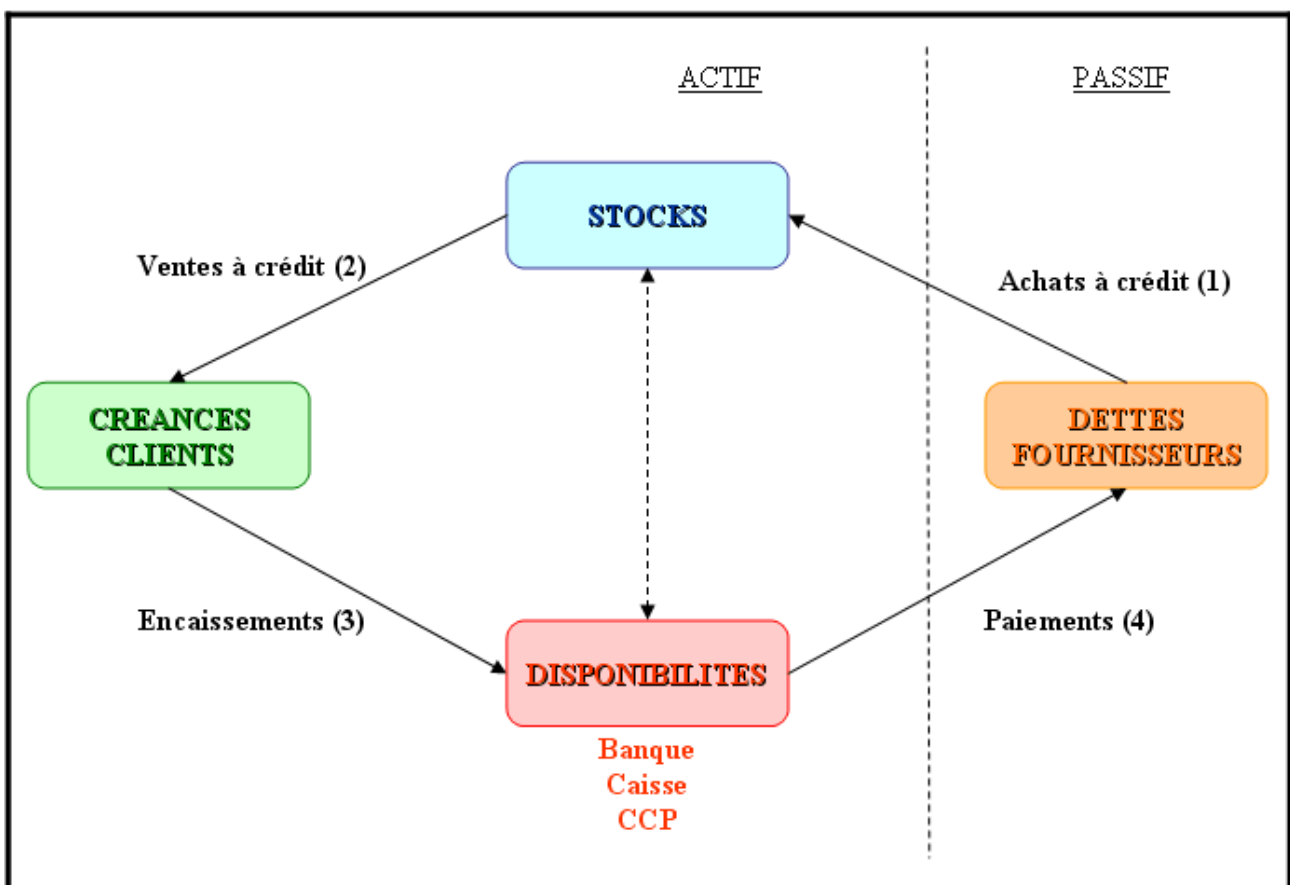 ACTIF
PASSIF
STOCKS
Ventes à crédit (2)
Achats à crédit (1)
CREANCES
CLIENTS
DETTES
FOURNISSEURS
Encaissements (3)
Paiements (4)
DISPONIBILITES
Banque
Caisse
CCP